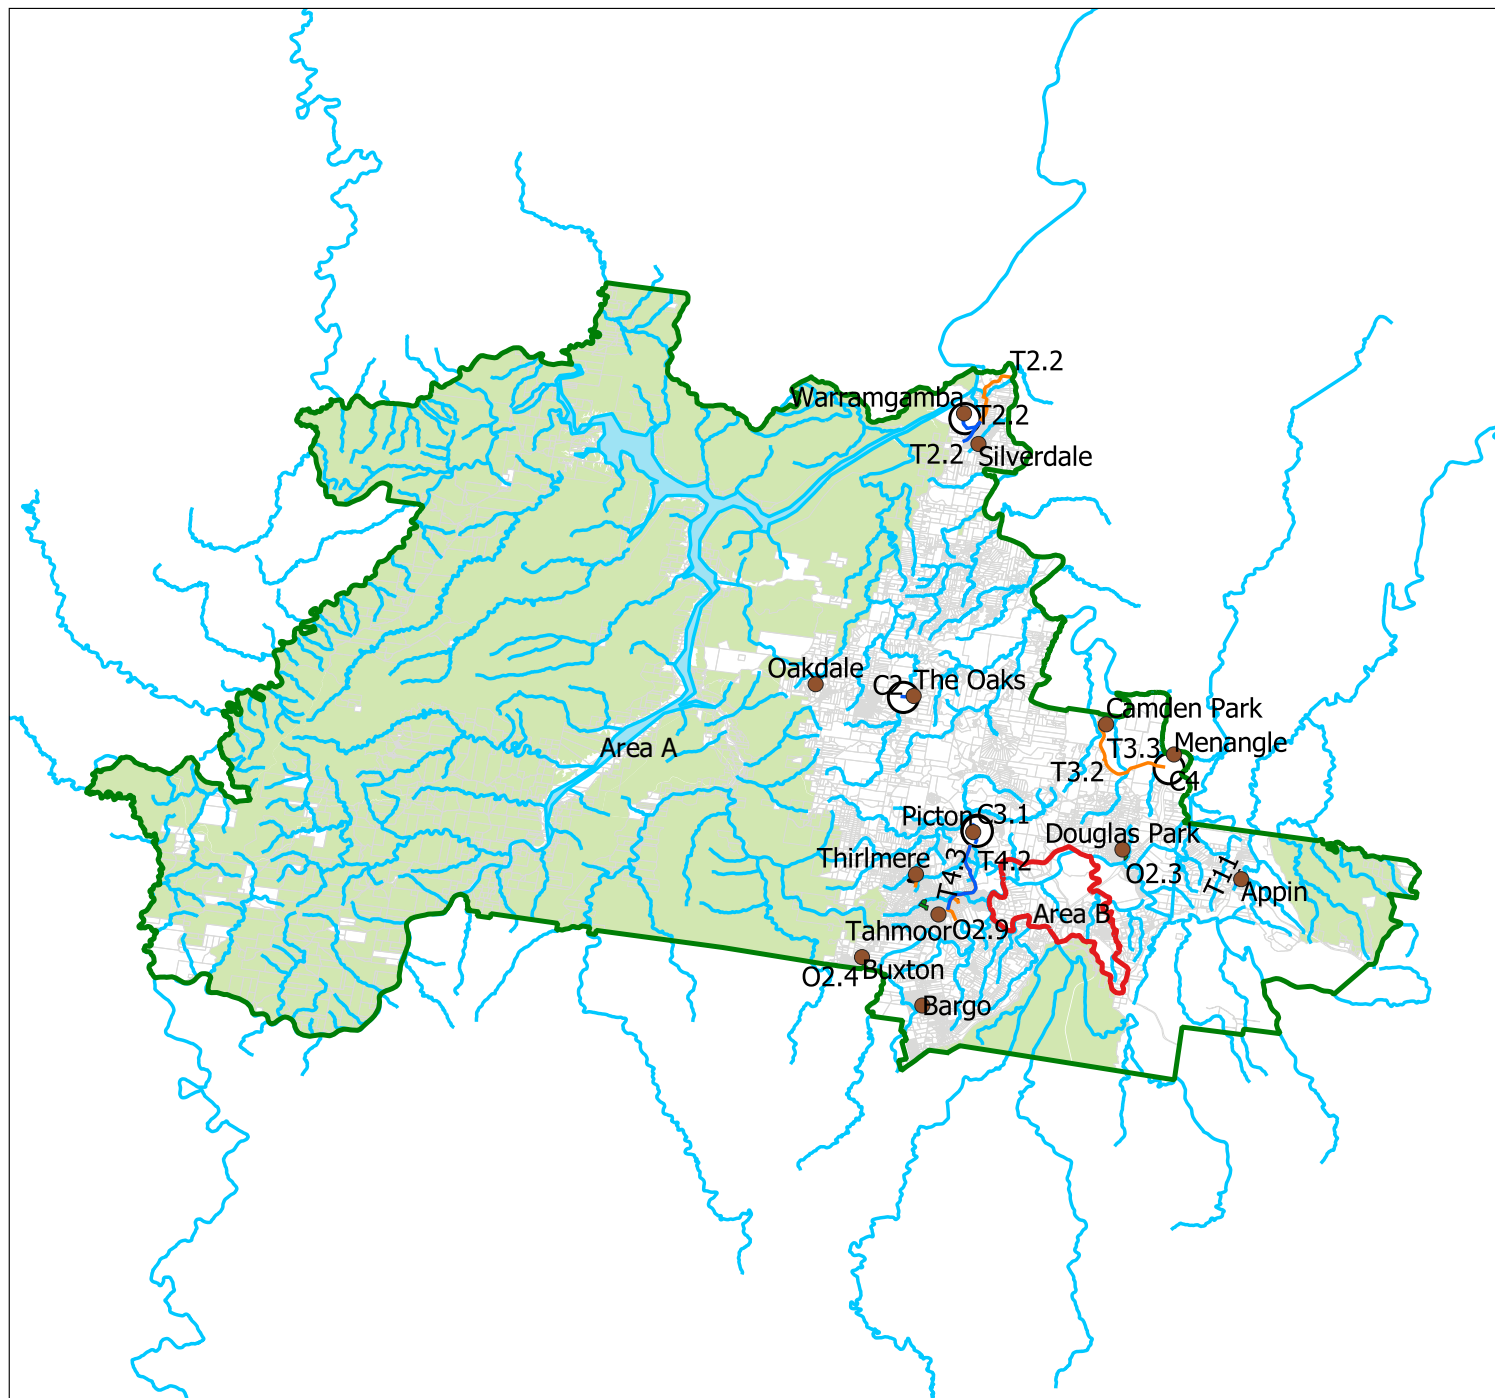 T2.2
Warramgamba
T2.2
T2.2
Silverdale
Oakdale
C2
The Oaks
Camden Park
T3.3
Menangle
Area A
T3.2
C4
Picton
C3.1
Douglas Park
Thirlmere
T4.3
T4.2
O2.3
T1.1
Appin
Area B
Tahmoor
O2.9
O2.4
Buxton
Bargo